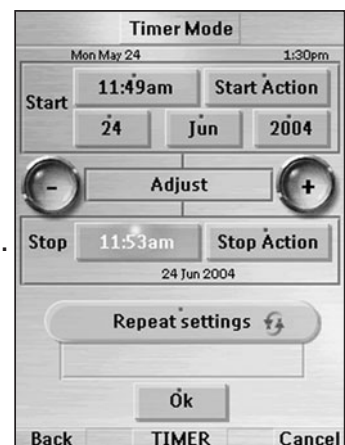 Timer Mode
Mon May 24 1:30pm
Start 11:49am Start Action
24 Jun 2004
- Adjust +
Stop 11:53am Stop Action
24 Jun 2004
Repeat settings
Ok
Back TIMER Cancel